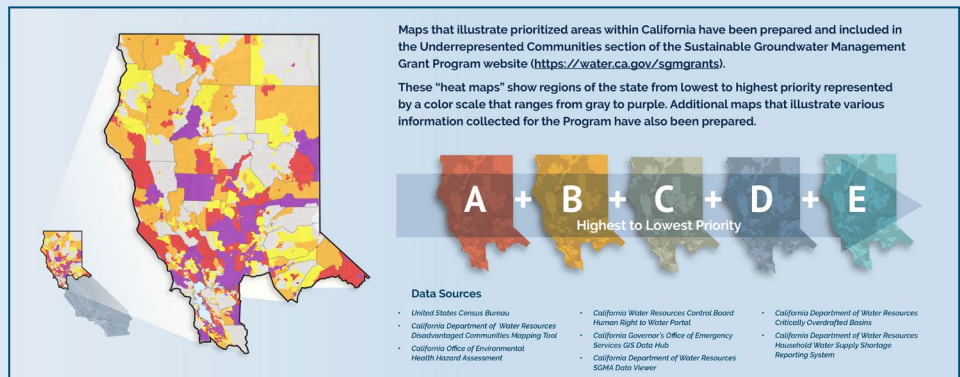 Maps that illustrate prioritized areas within California have been prepared and included in
the Underrepresented Communities section of the Sustainable Groundwater Management
Grant Program website (https://water.ca.gov/sgmgrants).
These “heat maps” show regions of the state from lowest to highest priority represented
by a color scale that ranges from gray to purple. Additional maps that illustrate various
information collected for the Program have also been prepared.
A + B + C + D + E
Highest to Lowest Priority
Data Sources
• United States Census Bureau
• California Department of Water Resources
Disadvantaged Communities Mapping Tool
• California Office of Environmental
Health Hazard Assessment
• California Water Resources Control Board
Human Right to Water Portal
• California Governor's Office of Emergency
Services GIS Data Hub
• California Department of Water Resources
SGMA Data Viewer
• California Department of Water Resources
Critically Overdrafted Basins
• California Department of Water Resources
Household Water Supply Shortage
Reporting System